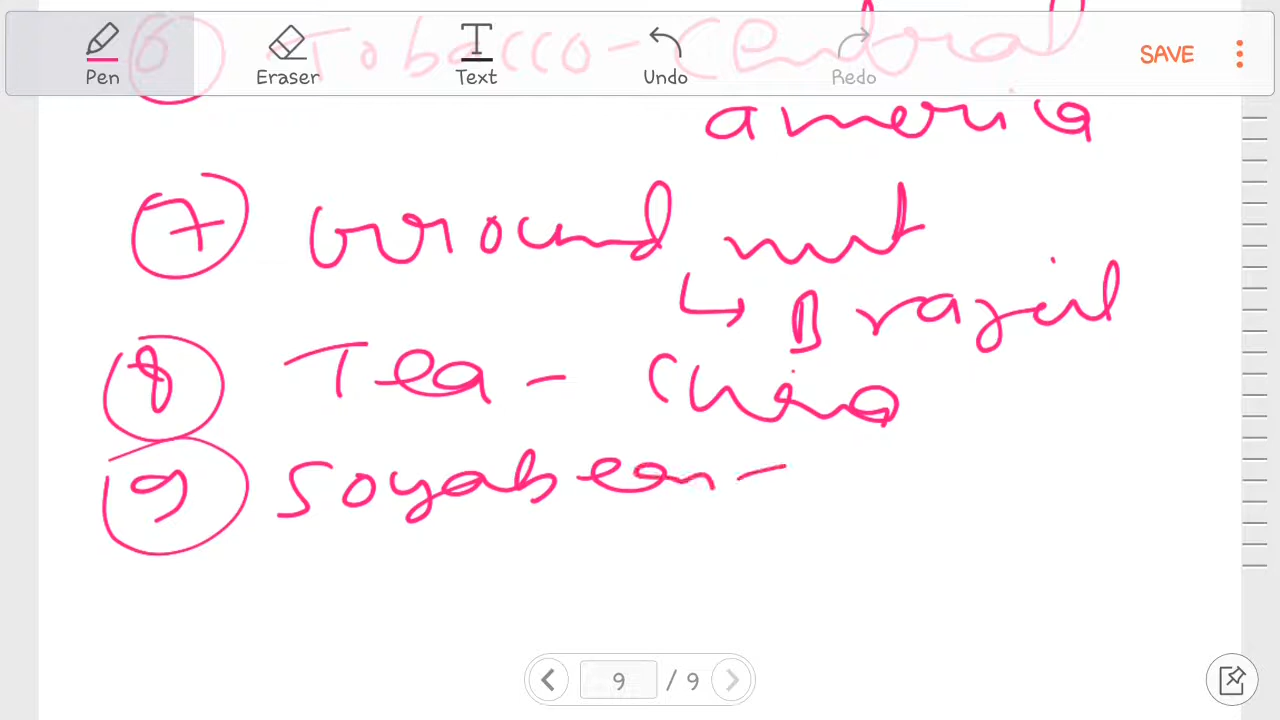 6 Tobacco - Central
Pen Eraser Text Undo Redo SAVE
america
7 Ground nut
↳ Brazil
8 Tea - China
9 Soyabean -
9 / 9